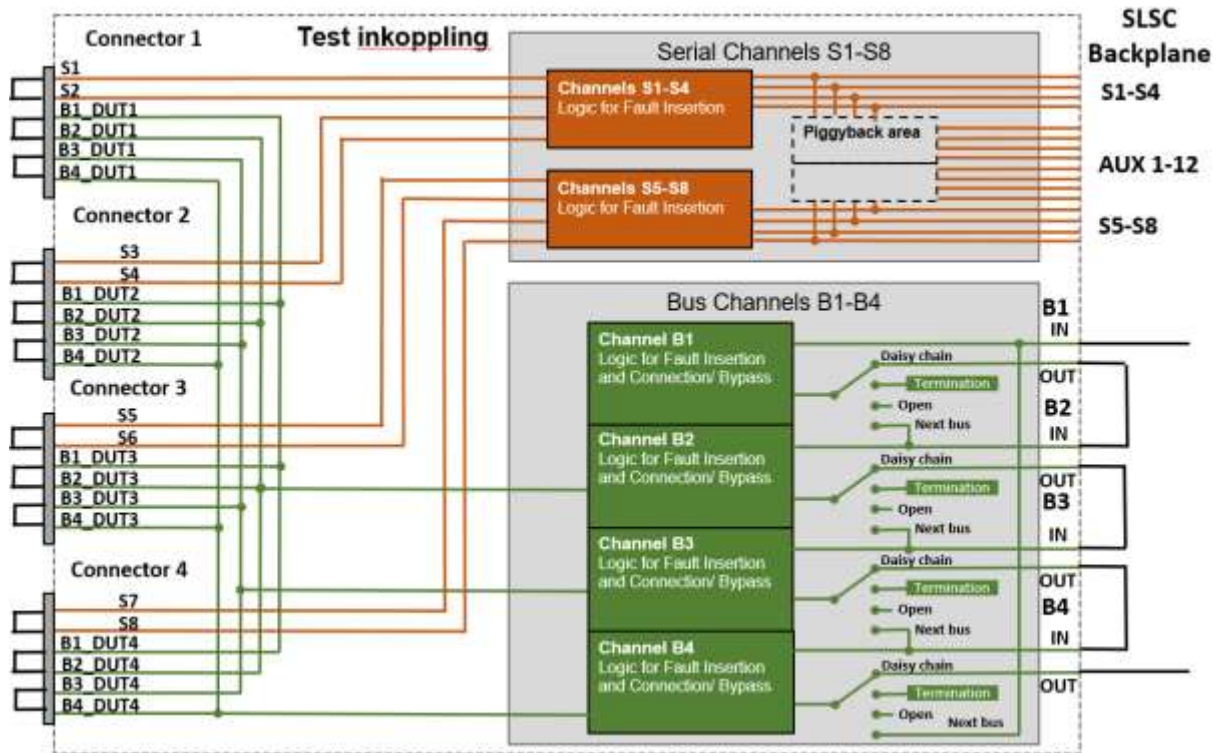 Test inkoppling
Connector 1
S1
S2
B1_DUT1
B2_DUT1
B3_DUT1
B4_DUT1
Connector 2
S3
S4
B1_DUT2
B2_DUT2
B3_DUT2
B4_DUT2
Connector 3
S5
S6
B1_DUT3
B2_DUT3
B3_DUT3
B4_DUT3
Connector 4
S7
S8
B1_DUT4
B2_DUT4
B3_DUT4
B4_DUT4
Serial Channels S1-S8
Channels S1-S4
Logic for Fault Insertion
Piggyback area
Channels S5-S8
Logic for Fault Insertion
SLSC
Backplane
S1-S4
AUX 1-12
S5-S8
Bus Channels B1-B4
Channel B1
Logic for Fault Insertion
and Connection/ Bypass
Daisy chain
Termination
Open
Next bus
Channel B2
Logic for Fault Insertion
and Connection/ Bypass
Daisy chain
Termination
Open
Next bus
Channel B3
Logic for Fault Insertion
and Connection/ Bypass
Daisy chain
Termination
Open
Next bus
Channel B4
Logic for Fault Insertion
and Connection/ Bypass
Daisy chain
Termination
Open
Next bus
B1
IN
OUT
B2
IN
OUT
B3
IN
OUT
B4
IN
OUT